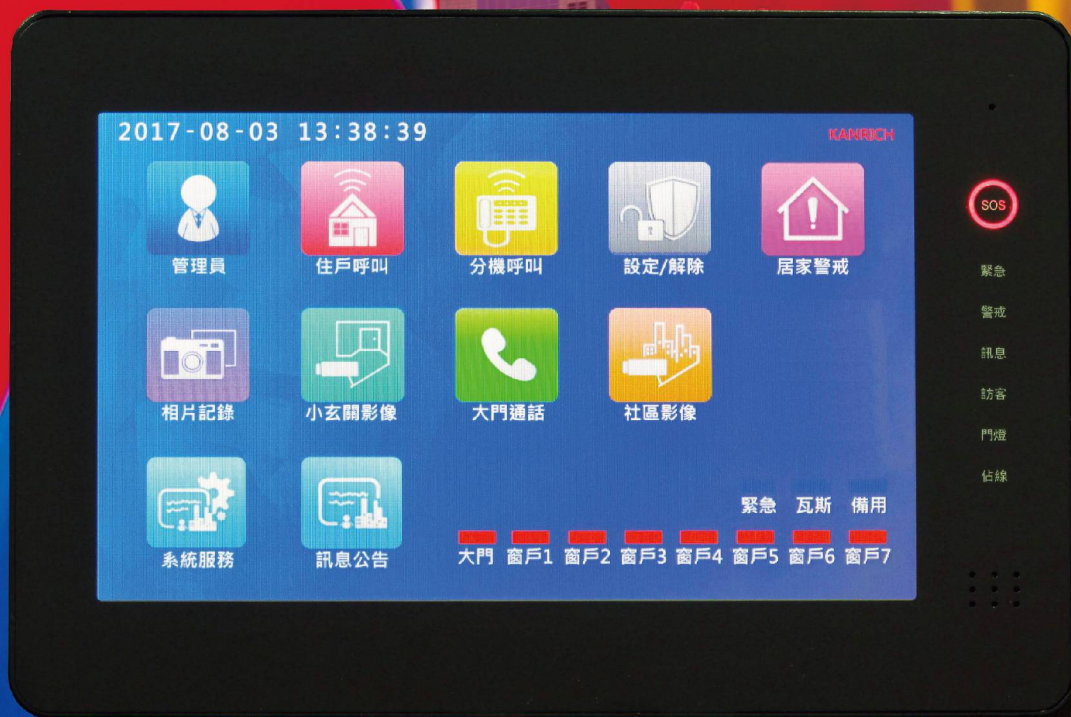 2017-08-03 13:38:39
KANRICH
管理員 住戶呼叫 分機呼叫 設定/解除 居家警戒
相片記錄 小玄關影像 大門通話 社區影像
系統服務 訊息公告
緊急 瓦斯 備用
大門 窗戶1 窗戶2 窗戶3 窗戶4 窗戶5 窗戶6 窗戶7
SOS
緊急
警戒
訊息
訪客
門燈
佔線